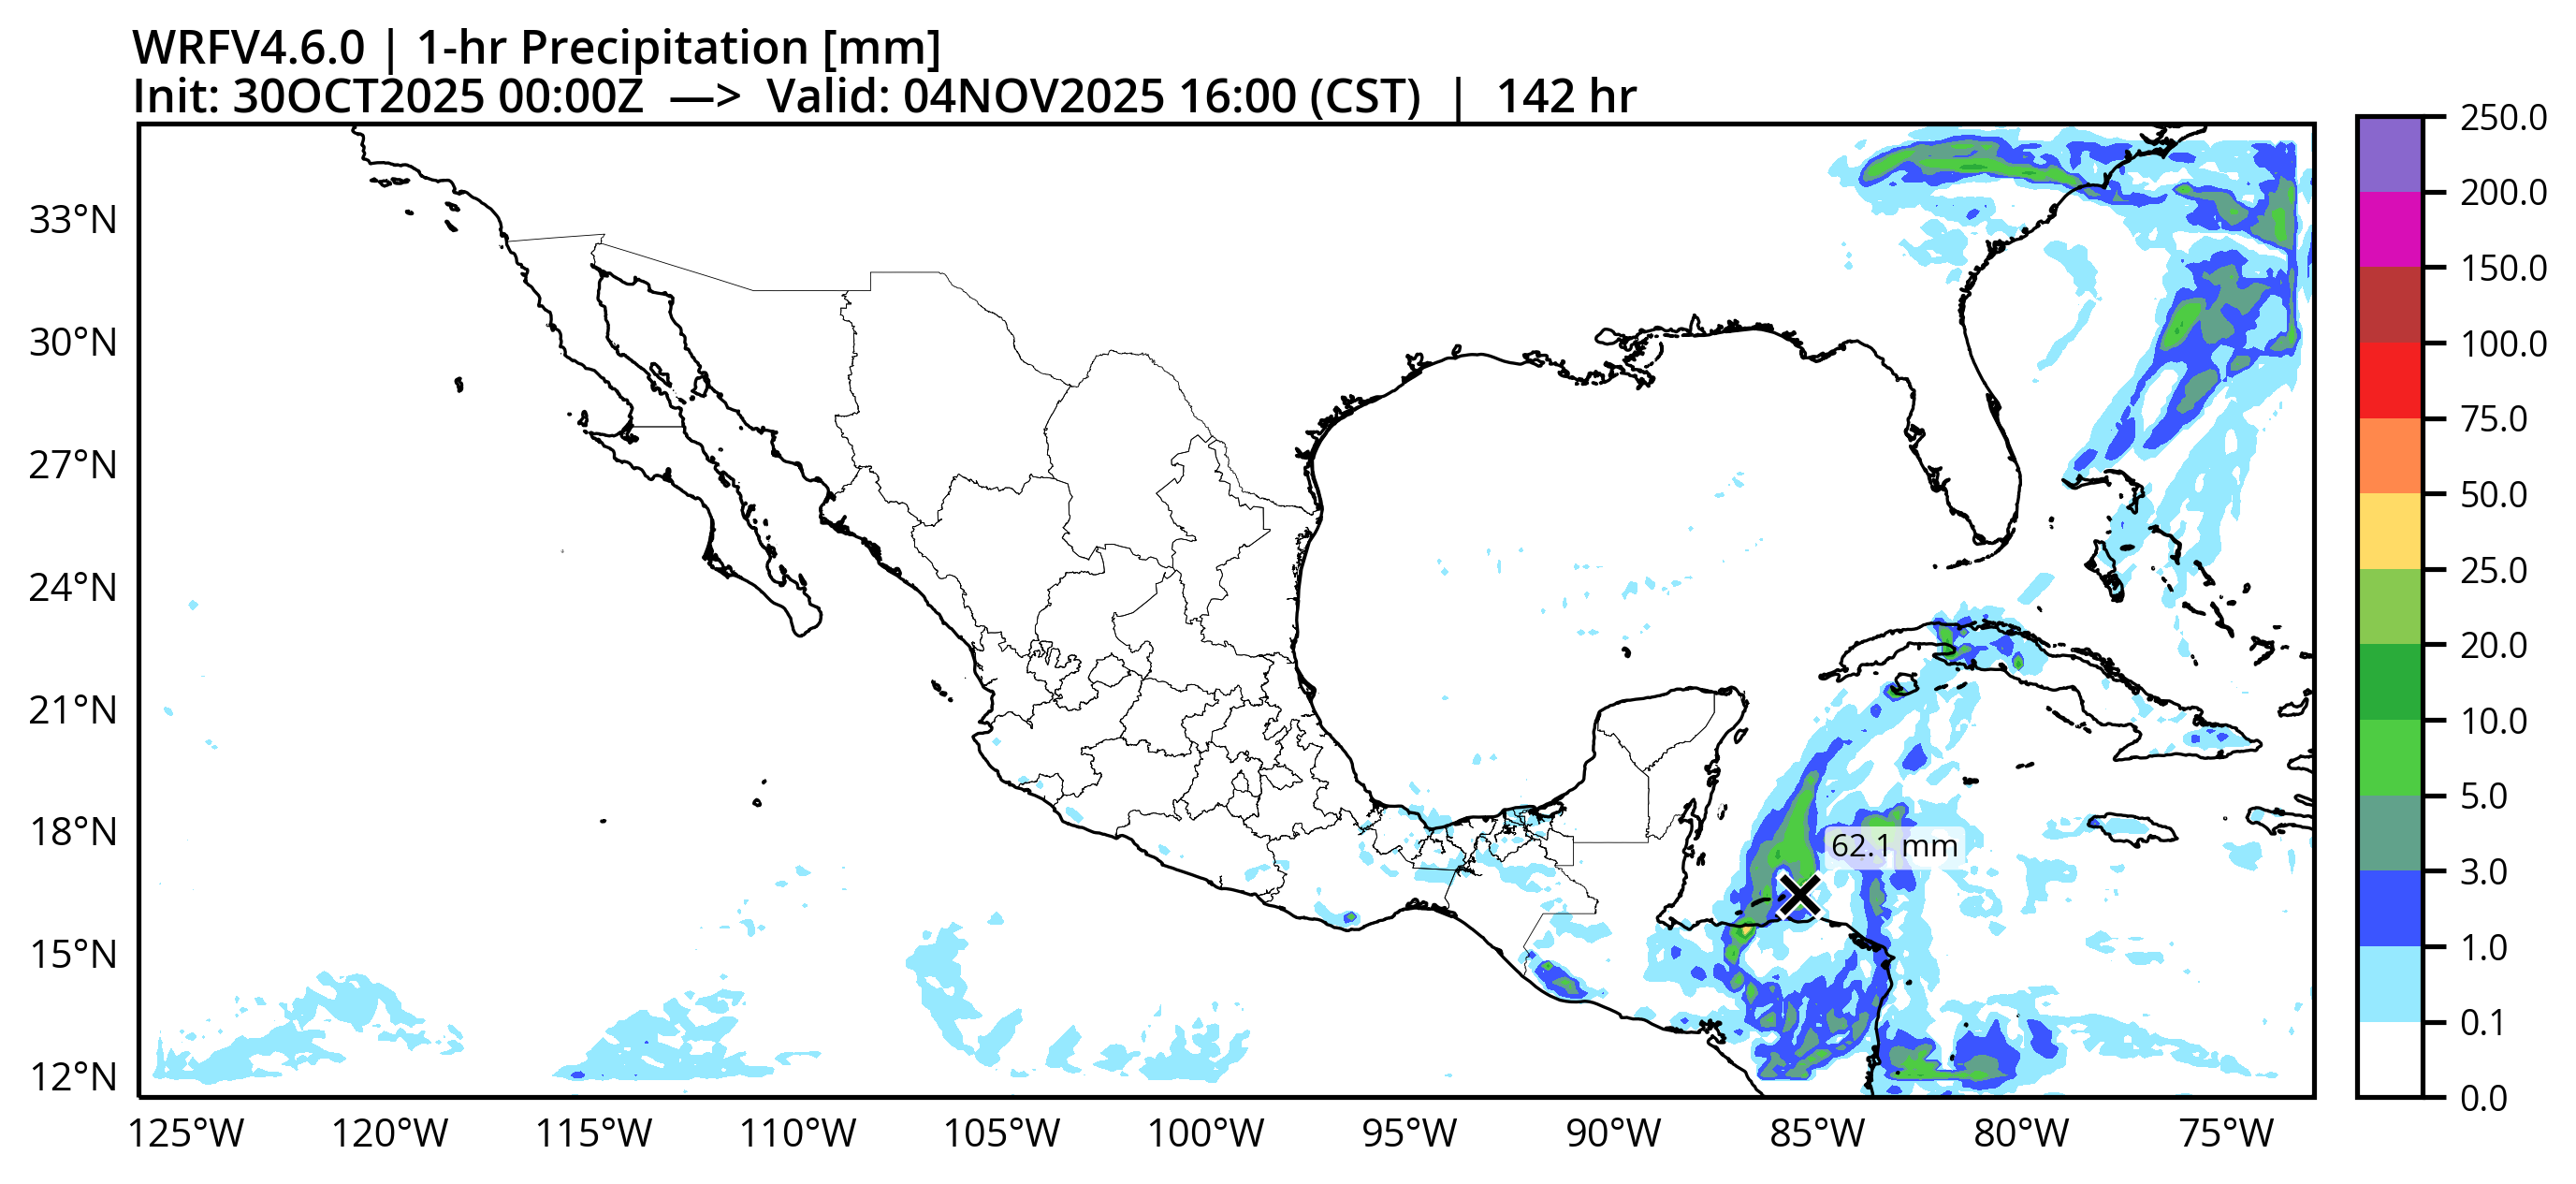 WRFV4.6.0 | 1-hr Precipitation [mm]
Init: 30OCT2025 00:00Z —> Valid: 04NOV2025 16:00 (CST) | 142 hr
33°N
30°N
27°N
24°N
21°N
18°N
15°N
12°N
62.1 mm
125°W 120°W 115°W 110°W 105°W 100°W 95°W 90°W 85°W 80°W 75°W
250.0
200.0
150.0
100.0
75.0
50.0
25.0
20.0
10.0
5.0
3.0
1.0
0.1
0.0